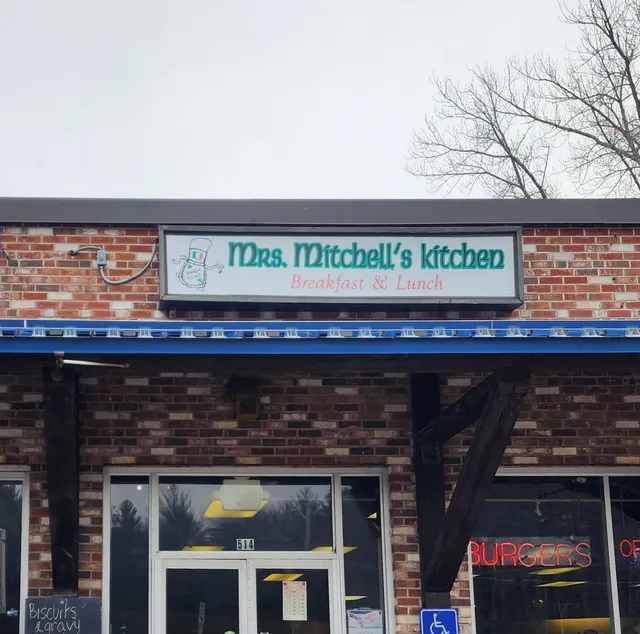 Mrs. Mitchell's kitchen
Breakfast & Lunch
514
BURGERS
Biscuits
& gravy